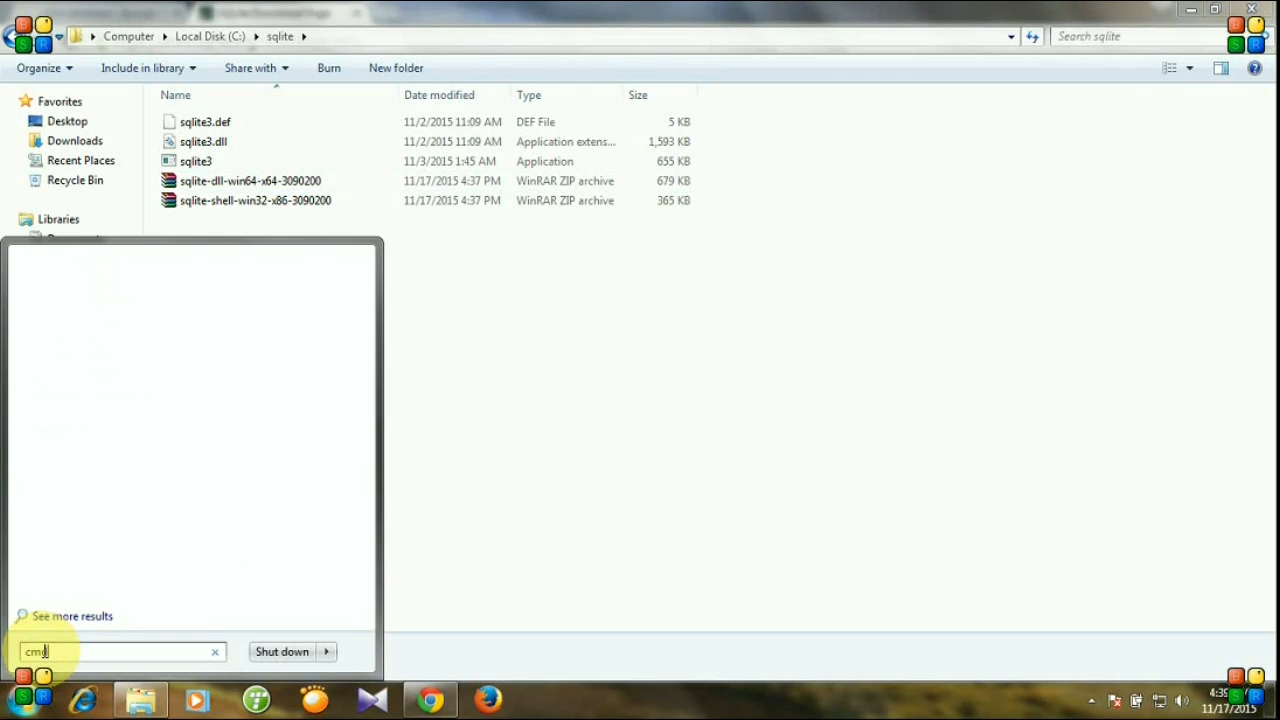 Computer Local Disk (C:) sqlite
Search sqlite
Organize Include in library Share with Burn New folder
Name Date modified Type Size
Favorites
Desktop
Downloads
Recent Places
Recycle Bin
Libraries
sqlite3.def 11/2/2015 11:09 AM DEF File 5 KB
sqlite3.dll 11/2/2015 11:09 AM Application extens... 1,593 KB
sqlite3 11/3/2015 1:45 AM Application 655 KB
sqlite-dll-win64-x64-3090200 11/17/2015 4:37 PM WinRAR ZIP archive 679 KB
sqlite-shell-win32-x86-3090200 11/17/2015 4:37 PM WinRAR ZIP archive 365 KB
See more results
cmd
Shut down
B S R
B S R
B S R
B S R
11/17/2015